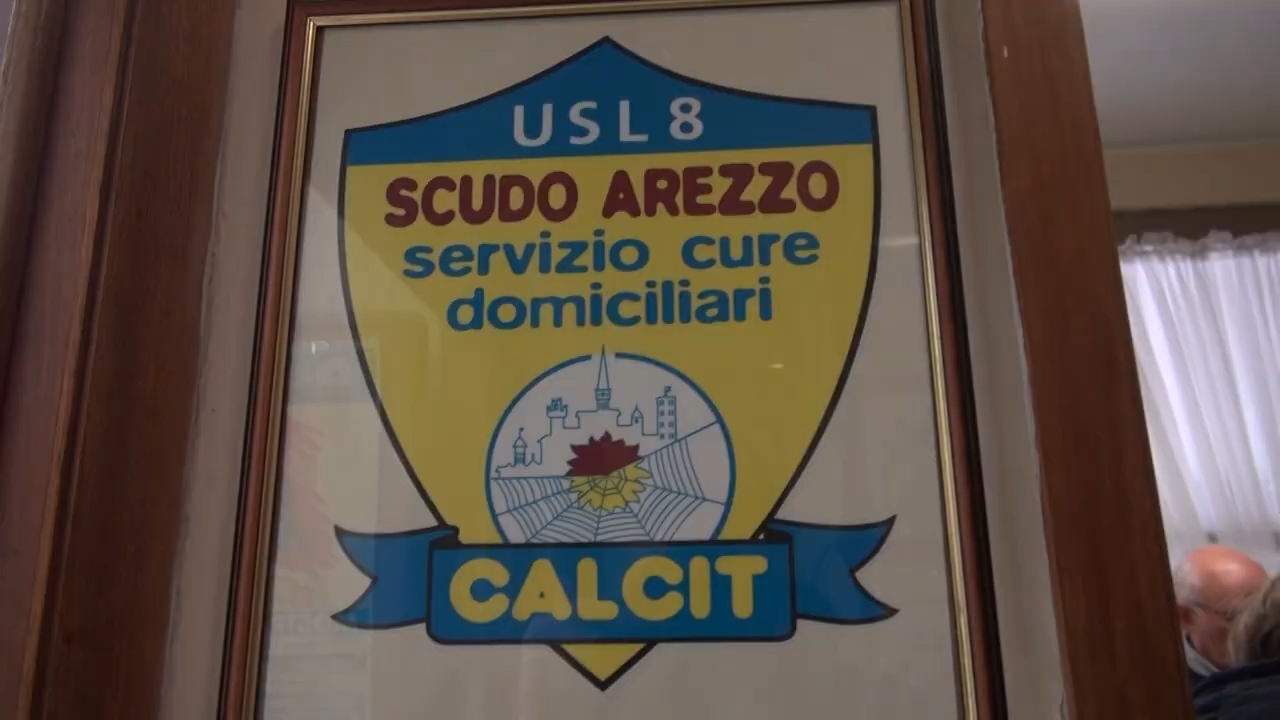 USL 8
SCUDO AREZZO
servizio cure
domiciliari
CALCIT